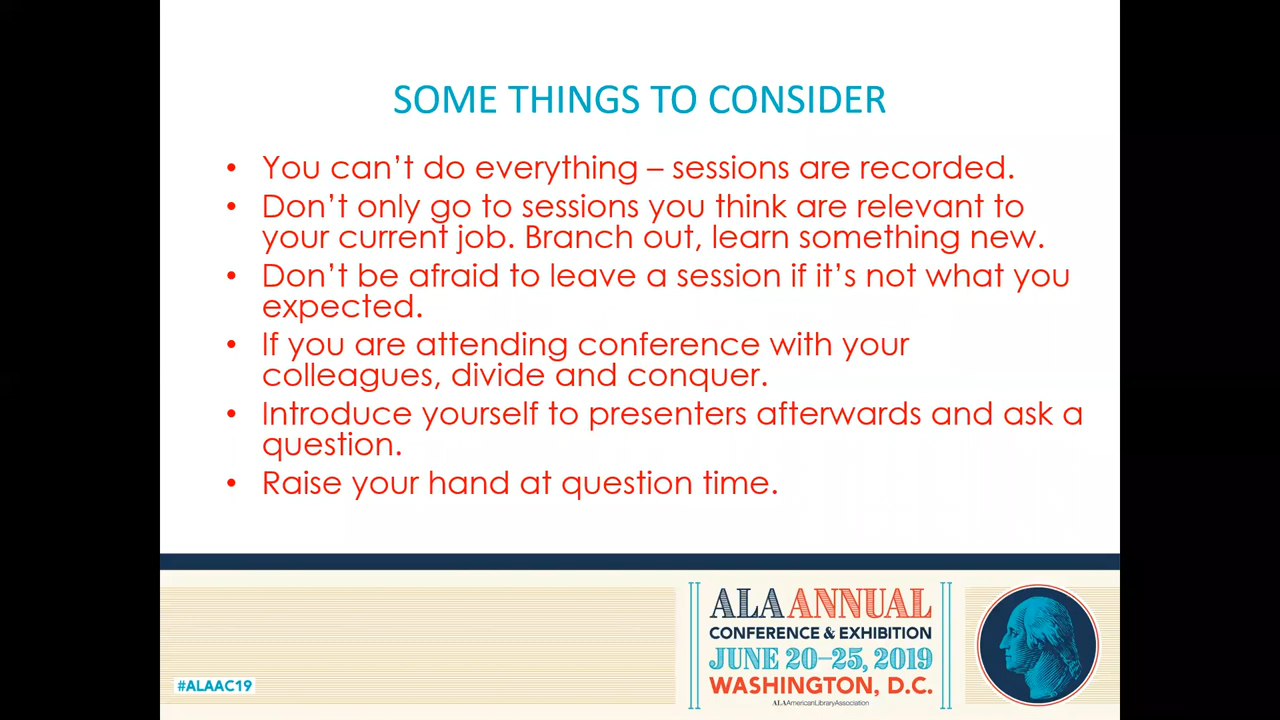 SOME THINGS TO CONSIDER
• You can’t do everything – sessions are recorded.
• Don’t only go to sessions you think are relevant to
your current job. Branch out, learn something new.
• Don’t be afraid to leave a session if it’s not what you
expected.
• If you are attending conference with your
colleagues, divide and conquer.
• Introduce yourself to presenters afterwards and ask a
question.
• Raise your hand at question time.
ALA ANNUAL
CONFERENCE & EXHIBITION
JUNE 20–25, 2019
WASHINGTON, D.C.
ALAAmericanLibraryAssociation
#ALAAC19